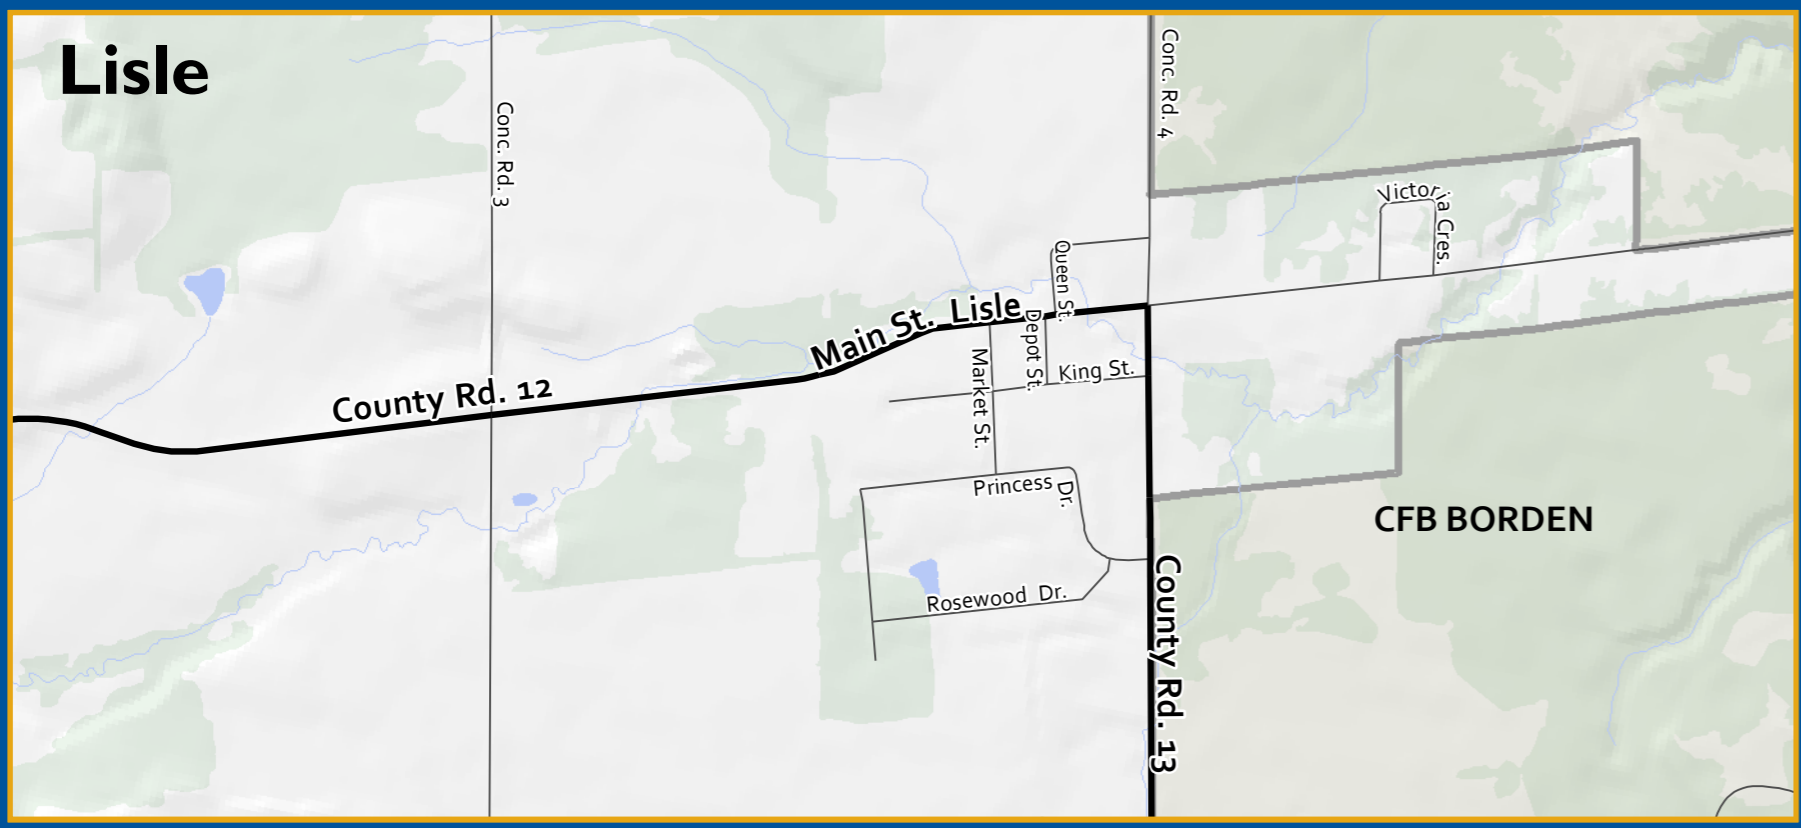 Lisle
Conc. Rd. 3
Conc. Rd. 4
Victoria Cres.
Queen St.
Main St. Lisle
Depot St.
County Rd. 12
Market St.
King St.
Princess Dr.
CFB BORDEN
Rosewood Dr.
County Rd. 13